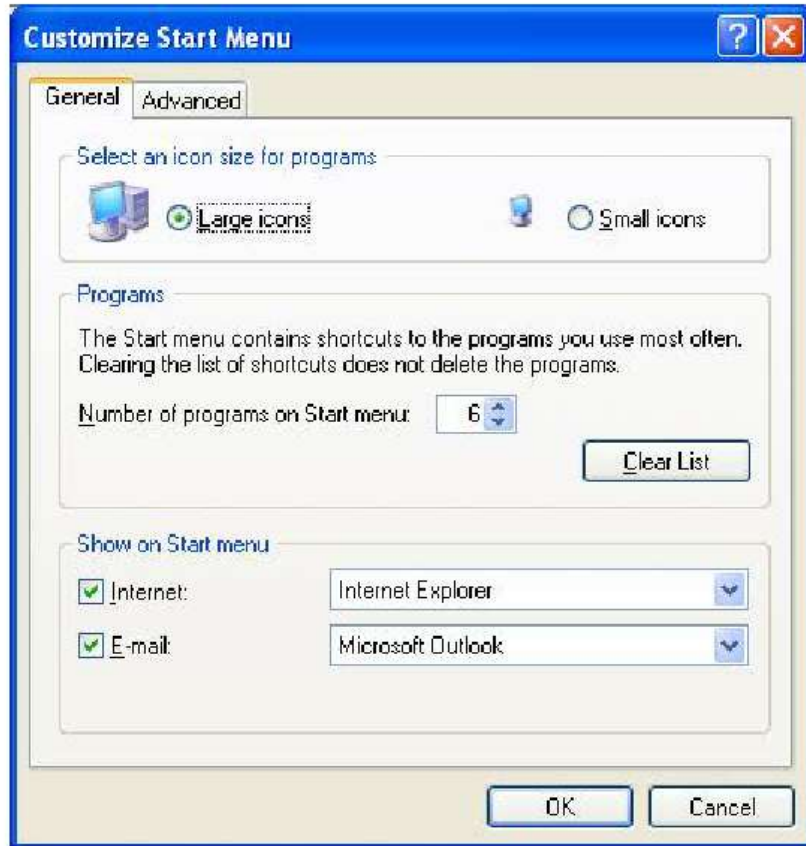 Customize Start Menu
General
Advanced
Select an icon size for programs
Large icons
Small icons
Programs
The Start menu contains shortcuts to the programs you use most often.
Clearing the list of shortcuts does not delete the programs.
Number of programs on Start menu: 6
Clear List
Show on Start menu
Internet: Internet Explorer
E-mail: Microsoft Outlook
OK Cancel